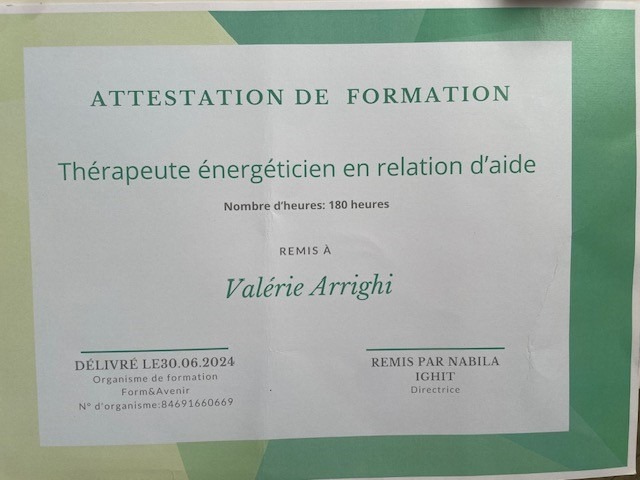 ATTESTATION DE FORMATION
Thérapeute énergéticien en relation d'aide
Nombre d'heures: 180 heures
REMIS À
Valérie Arrighi
DÉLIVRÉ LE30.06.2024
Organisme de formation
Form&Avenir
N° d'organisme:84691660669
REMIS PAR NABILA
IGHIT
Directrice